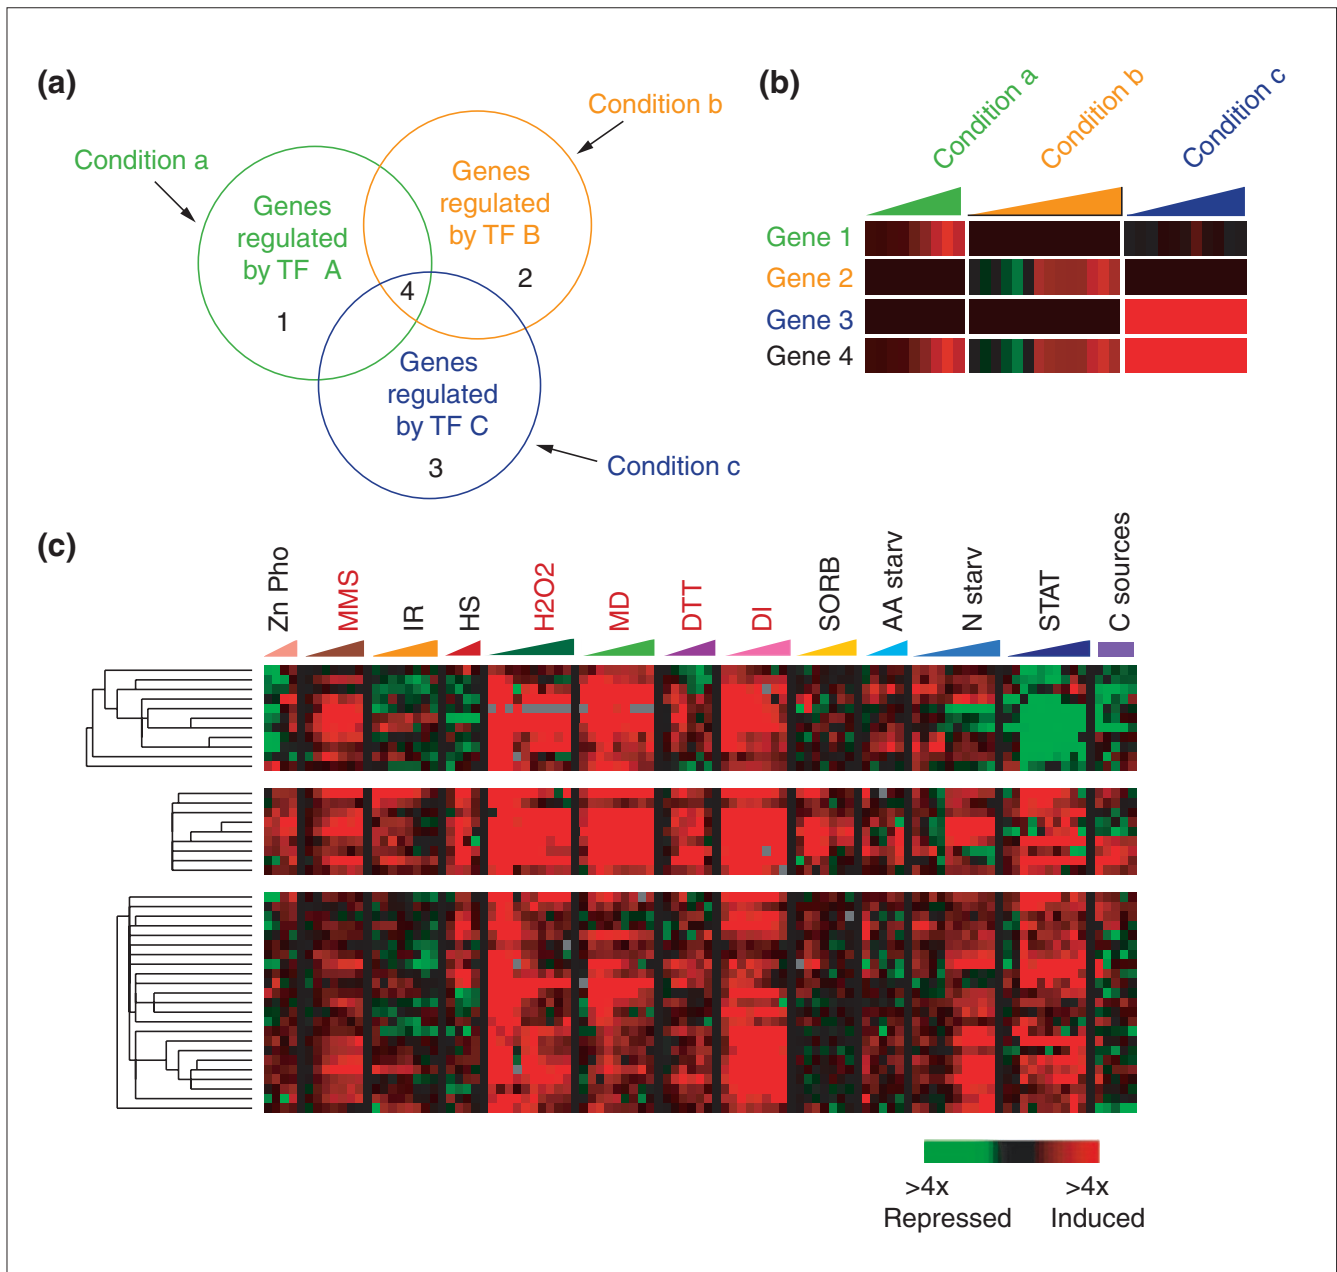 (a)
Condition a
Condition b
Genes
regulated
by TF A
1
Genes
regulated
by TF B
2
4
Genes
regulated
by TF C
3
Condition c
(b)
Condition a
Condition b
Condition c
Gene 1
Gene 2
Gene 3
Gene 4
(c)
Zn Pho
MMS
IR
HS
H2O2
MD
DTT
DI
SORB
AA starv
N starv
STAT
C sources
>4x
Repressed
>4x
Induced